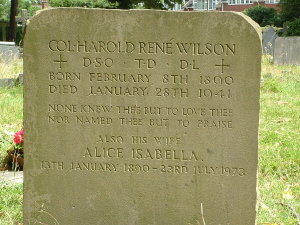 COL·HAROLD RENE WILSON
D·S·O · T·D · D·L
BORN FEBRUARY 8TH 1890
DIED JANUARY 28TH 1941
NONE KNEW THEE BUT TO LOVE THEE
NOR NAMED THEE BUT TO PRAISE
ALSO HIS WIFE
ALICE ISABELLA
13TH JANUARY 1890-23RD JULY 1973